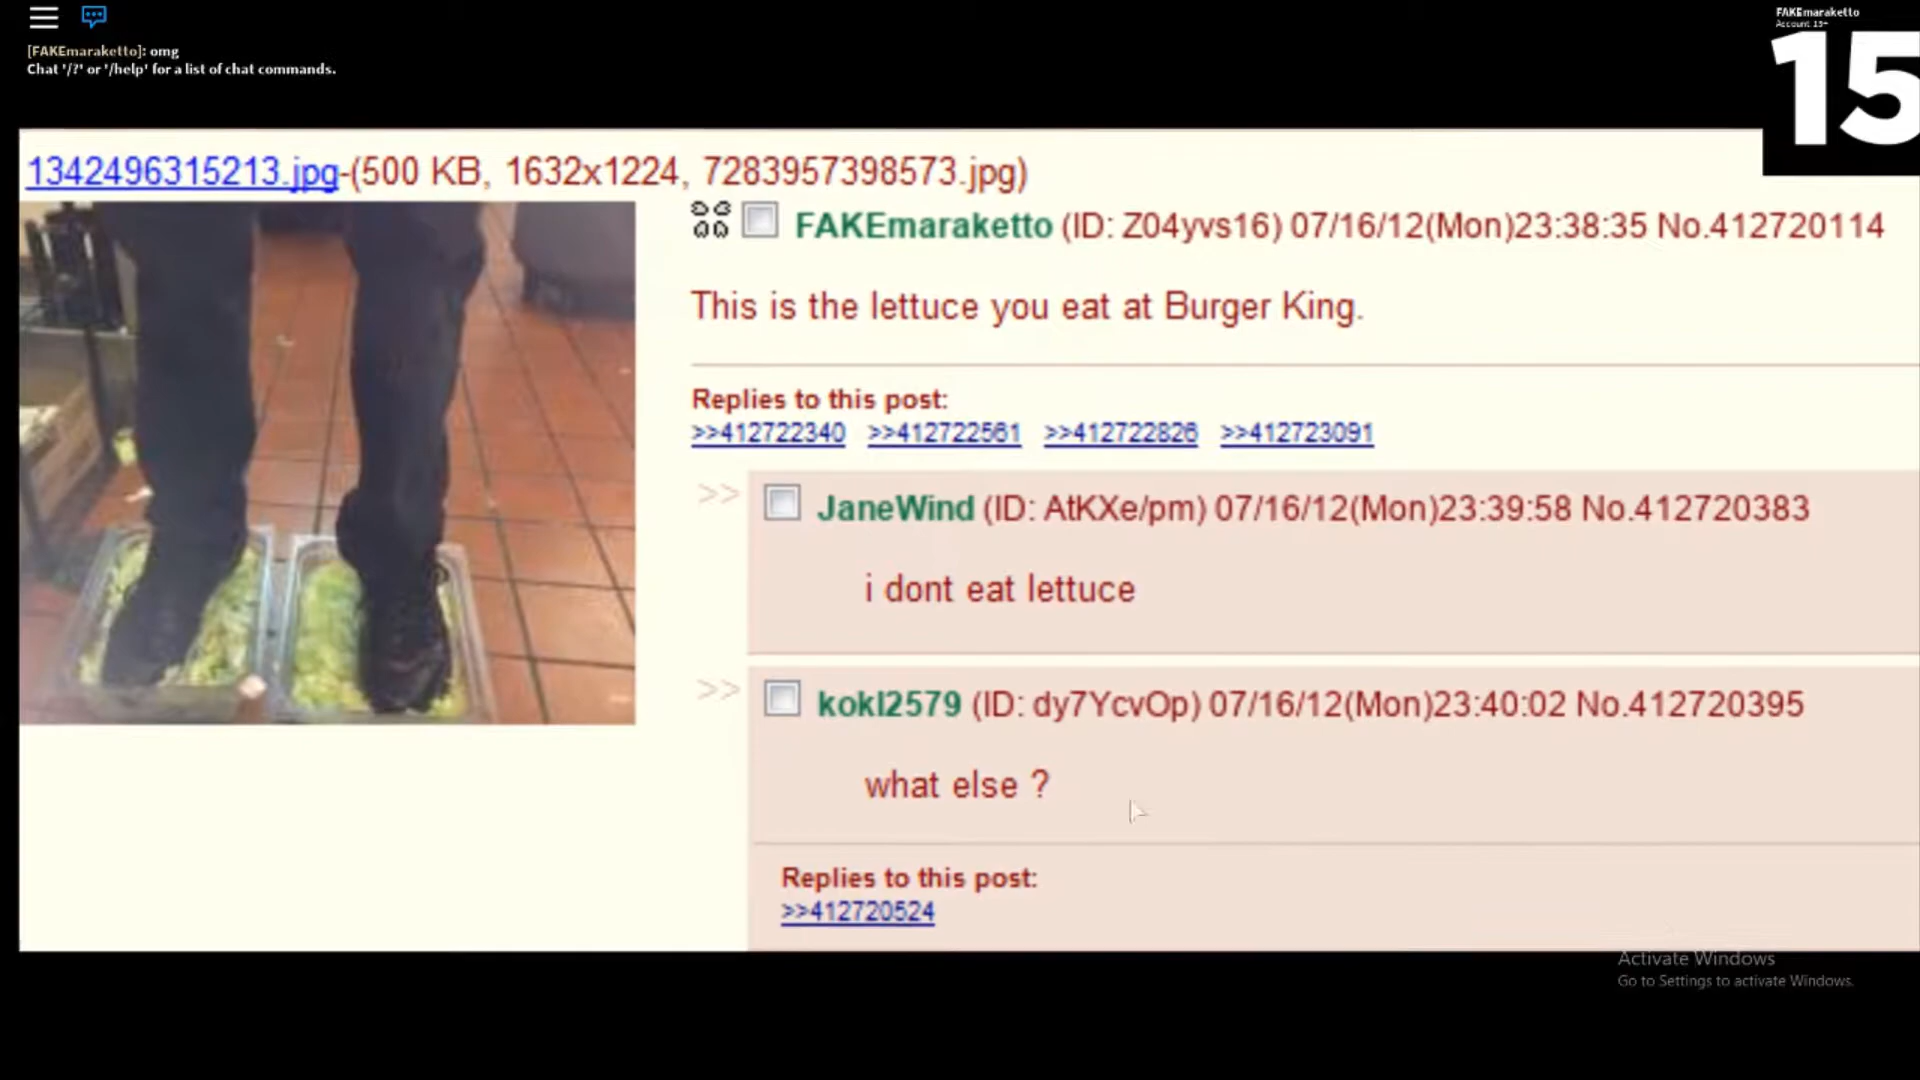 FAKEmaraketto
Account 13+
[FAKEmaraketto]: omg
Chat '/?' or '/help' for a list of chat commands.
15
1342496315213.jpg-(500 KB, 1632x1224, 7283957398573.jpg)
FAKEmaraketto (ID: Z04yvs16) 07/16/12(Mon)23:38:35 No.412720114
This is the lettuce you eat at Burger King.
Replies to this post:
>>412722340 >>412722561 >>412722826 >>412723091
>> JaneWind (ID: AtKXe/pm) 07/16/12(Mon)23:39:58 No.412720383
i dont eat lettuce
>> kokl2579 (ID: dy7YcvOp) 07/16/12(Mon)23:40:02 No.412720395
what else ?
Replies to this post:
>>412720524
Activate Windows
Go to Settings to activate Windows.